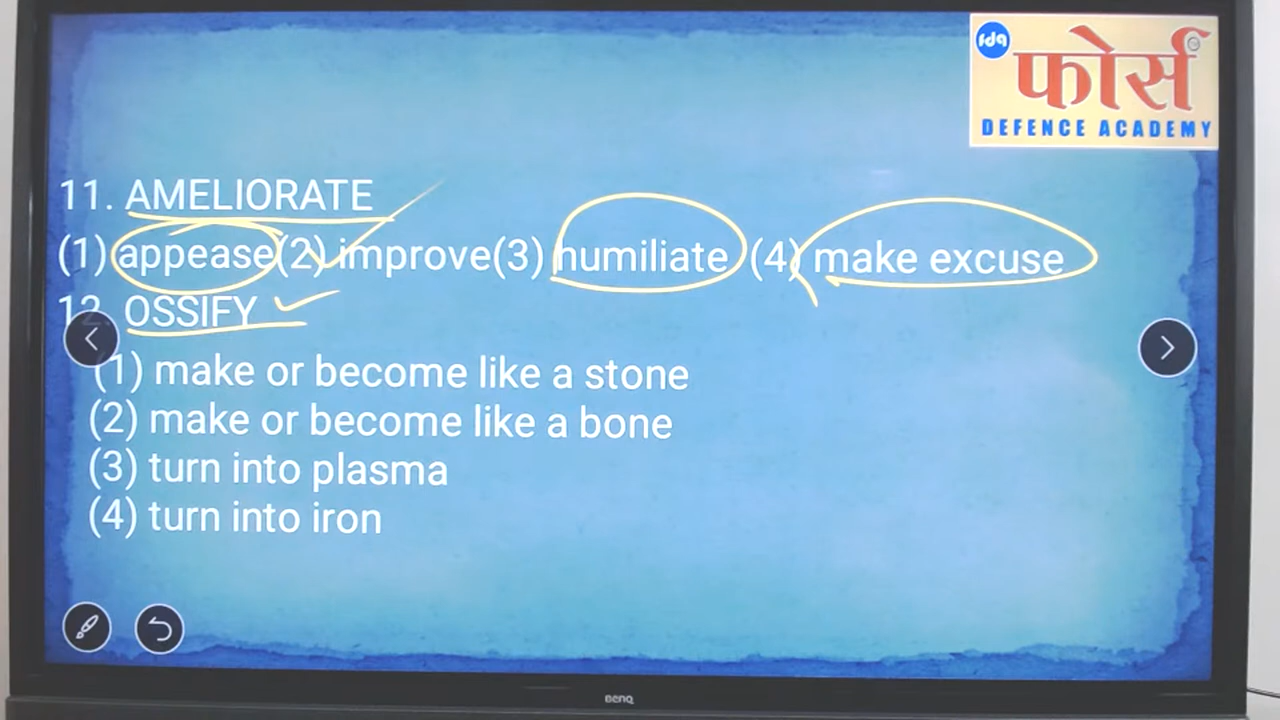 fda
फोर्स
DEFENCE ACADEMY
11. AMELIORATE
(1) appease(2) improve(3) humiliate (4) make excuse
12. OSSIFY
(1) make or become like a stone
(2) make or become like a bone
(3) turn into plasma
(4) turn into iron
BenQ